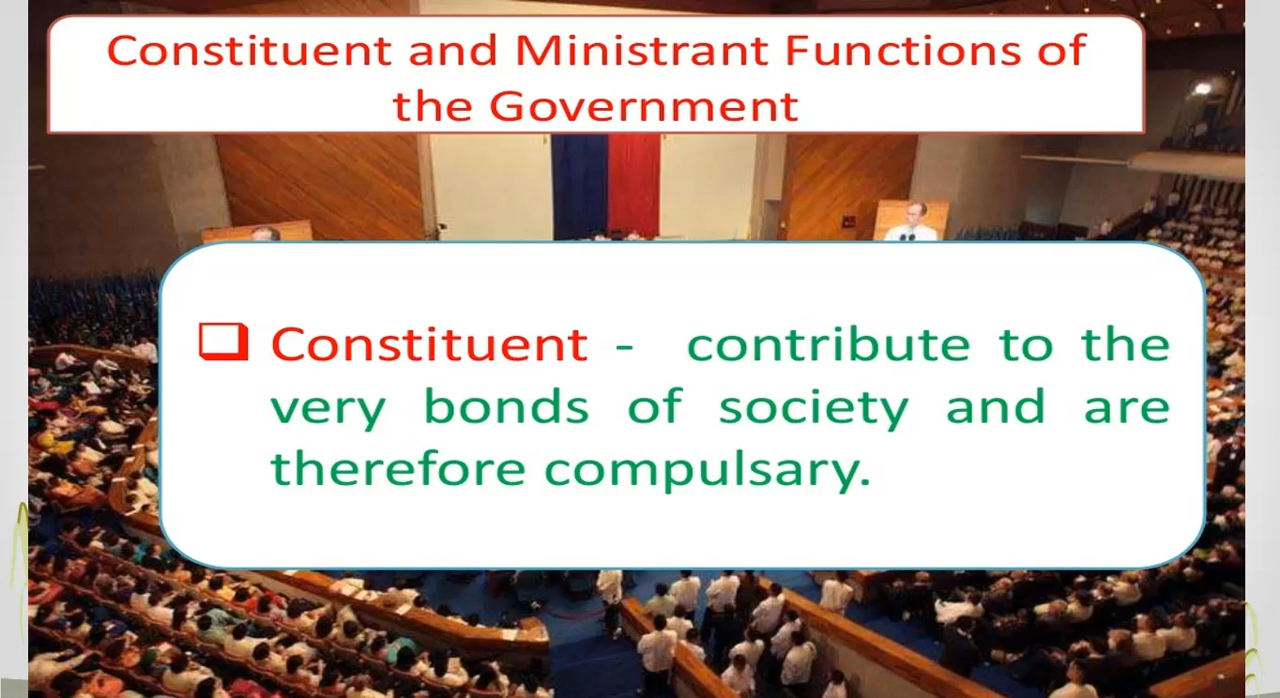 Constituent and Ministrant Functions of
the Government
Constituent - contribute to the
very bonds of society and are
therefore compulsary.